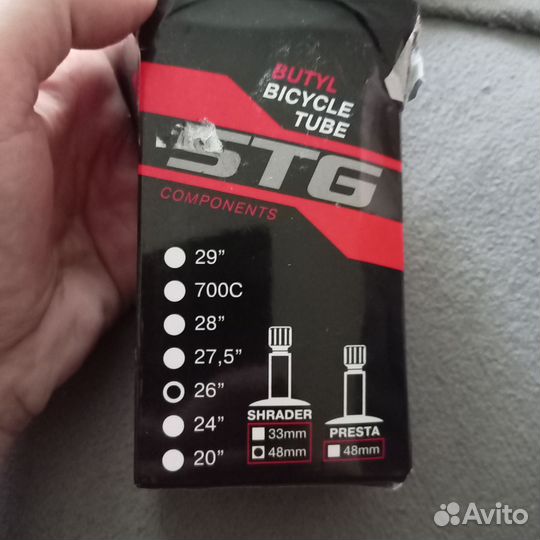 BUTYL
BICYCLE
TUBE
STG
COMPONENTS
29”
700C
28”
27,5”
26”
24”
20”
SHRADER
33mm
48mm
PRESTA
48mm
Avito